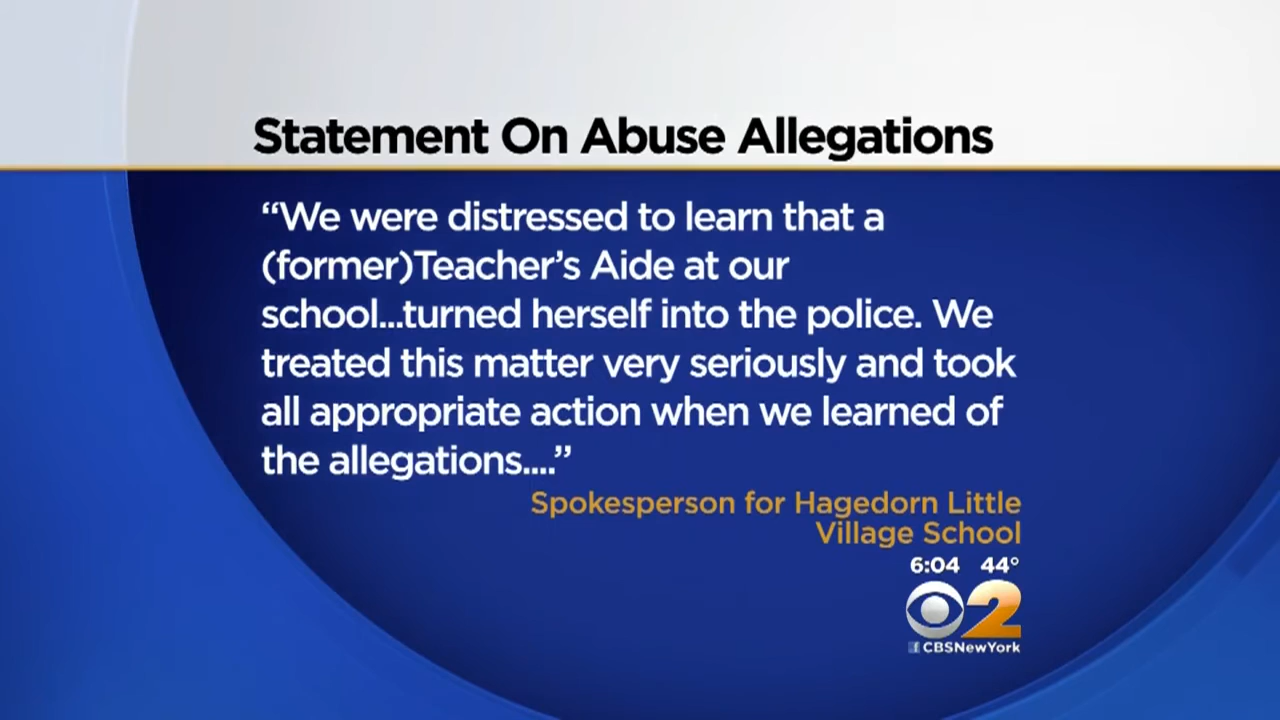 Statement On Abuse Allegations
“We were distressed to learn that a
(former)Teacher’s Aide at our
school...turned herself into the police. We
treated this matter very seriously and took
all appropriate action when we learned of
the allegations....”
Spokesperson for Hagedorn Little
Village School
6:04 44°
2
f CBSNewYork